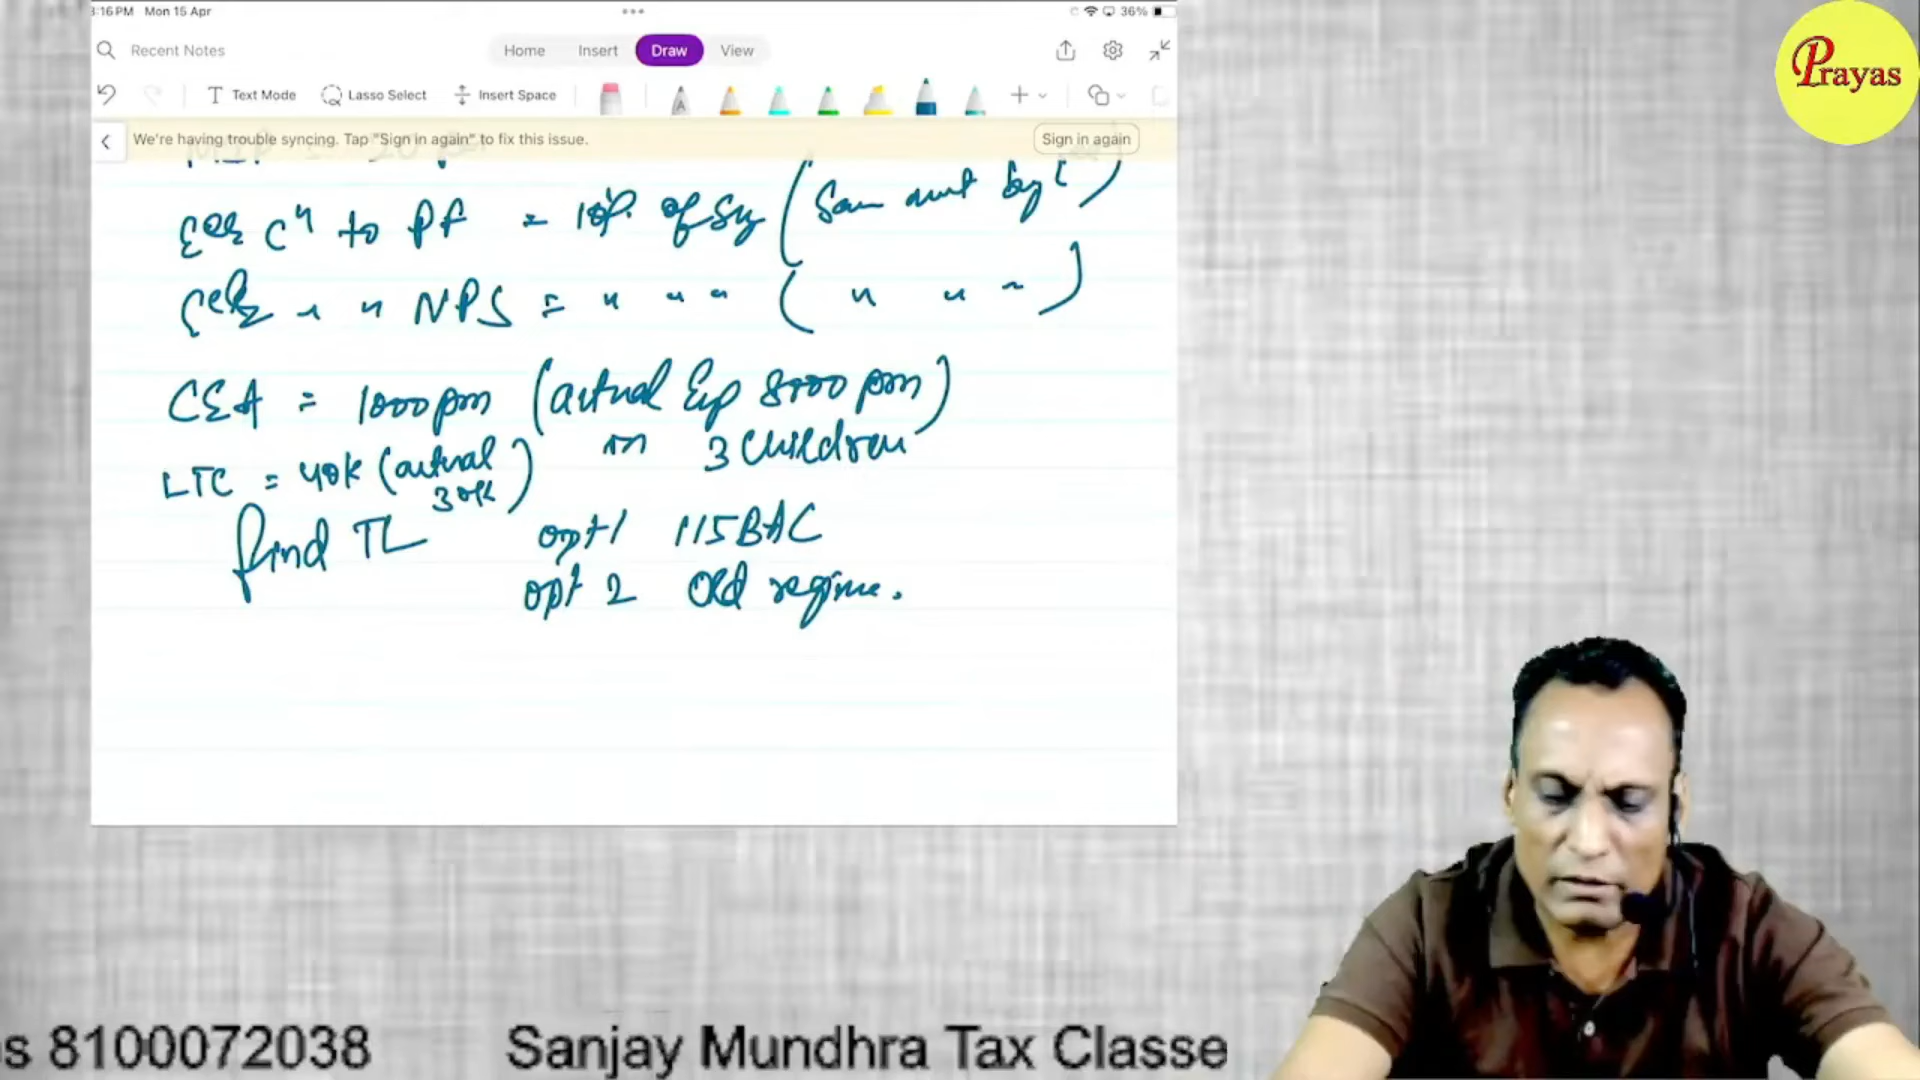 3:16 PM Mon 15 Apr
36%
Recent Notes
Home Insert Draw View
Text Mode Lasso Select Insert Space
We're having trouble syncing. Tap "Sign in again" to fix this issue.
Sign in again
Prayas
to PF = 10% of Sy (Sam amt by
" " NPS = " " " ( " " " )
CEA = 1000 pm (actual Exp 8000 pm)
on 3 Children
LTC = 40K (actual 30K)
find TL
opt 1 115BAC
opt 2 Old regime.
s 8100072038 Sanjay Mundhra Tax Classe